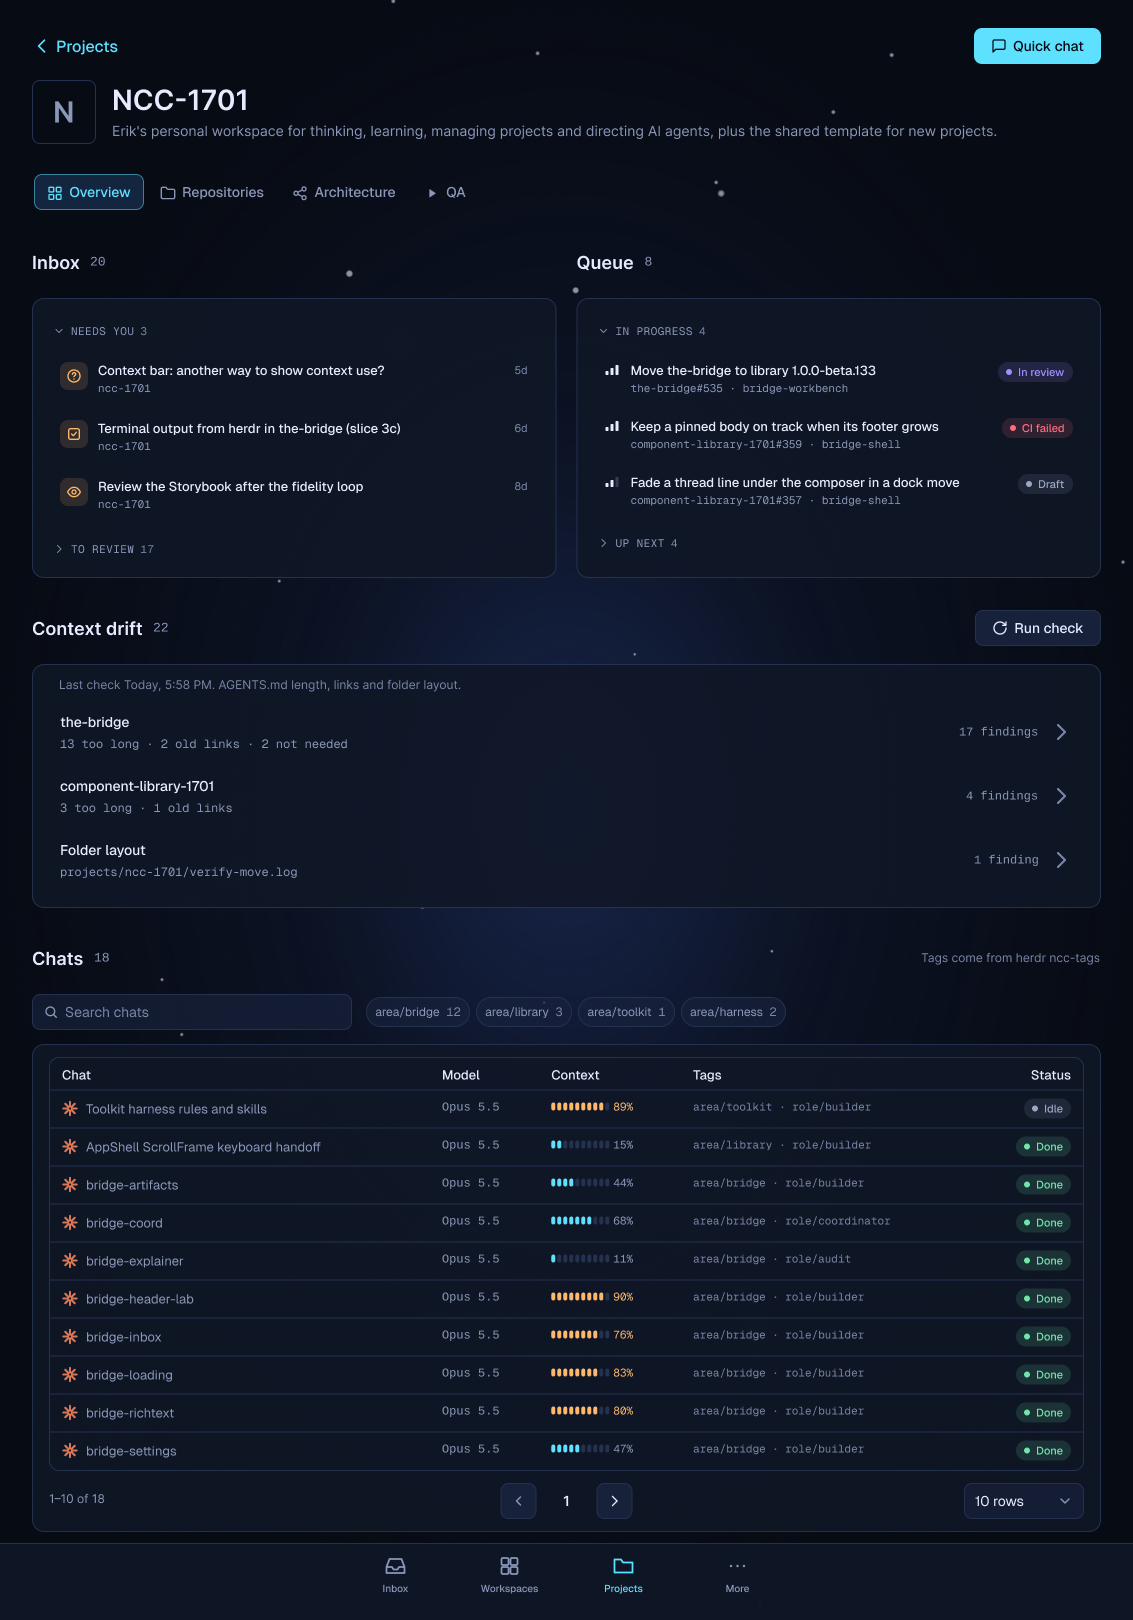 Projects
Quick chat
N
NCC-1701
Erik's personal workspace for thinking, learning, managing projects and directing AI agents, plus the shared template for new projects.
Overview
Repositories
Architecture
QA
Inbox 20
NEEDS YOU 3
Context bar: another way to show context use? 5d
ncc-1701
Terminal output from herdr in the-bridge (slice 3c) 6d
ncc-1701
Review the Storybook after the fidelity loop 8d
ncc-1701
TO REVIEW 17
Queue 8
IN PROGRESS 4
Move the-bridge to library 1.0.0-beta.133 In review
the-bridge#535 · bridge-workbench
Keep a pinned body on track when its footer grows CI failed
component-library-1701#359 · bridge-shell
Fade a thread line under the composer in a dock move Draft
component-library-1701#357 · bridge-shell
UP NEXT 4
Context drift 22
Run check
Last check Today, 5:58 PM. AGENTS.md length, links and folder layout.
the-bridge
13 too long · 2 old links · 2 not needed
17 findings
component-library-1701
3 too long · 1 old links
4 findings
Folder layout
projects/ncc-1701/verify-move.log
1 finding
Chats 18
Tags come from herdr ncc-tags
Search chats
area/bridge 12
area/library 3
area/toolkit 1
area/harness 2
Chat Model Context Tags Status
Toolkit harness rules and skills Opus 5.5 89% area/toolkit · role/builder Idle
AppShell ScrollFrame keyboard handoff Opus 5.5 15% area/library · role/builder Done
bridge-artifacts Opus 5.5 44% area/bridge · role/builder Done
bridge-coord Opus 5.5 68% area/bridge · role/coordinator Done
bridge-explainer Opus 5.5 11% area/bridge · role/audit Done
bridge-header-lab Opus 5.5 90% area/bridge · role/builder Done
bridge-inbox Opus 5.5 76% area/bridge · role/builder Done
bridge-loading Opus 5.5 83% area/bridge · role/builder Done
bridge-richtext Opus 5.5 80% area/bridge · role/builder Done
bridge-settings Opus 5.5 47% area/bridge · role/builder Done
1–10 of 18
1
10 rows
Inbox
Workspaces
Projects
More